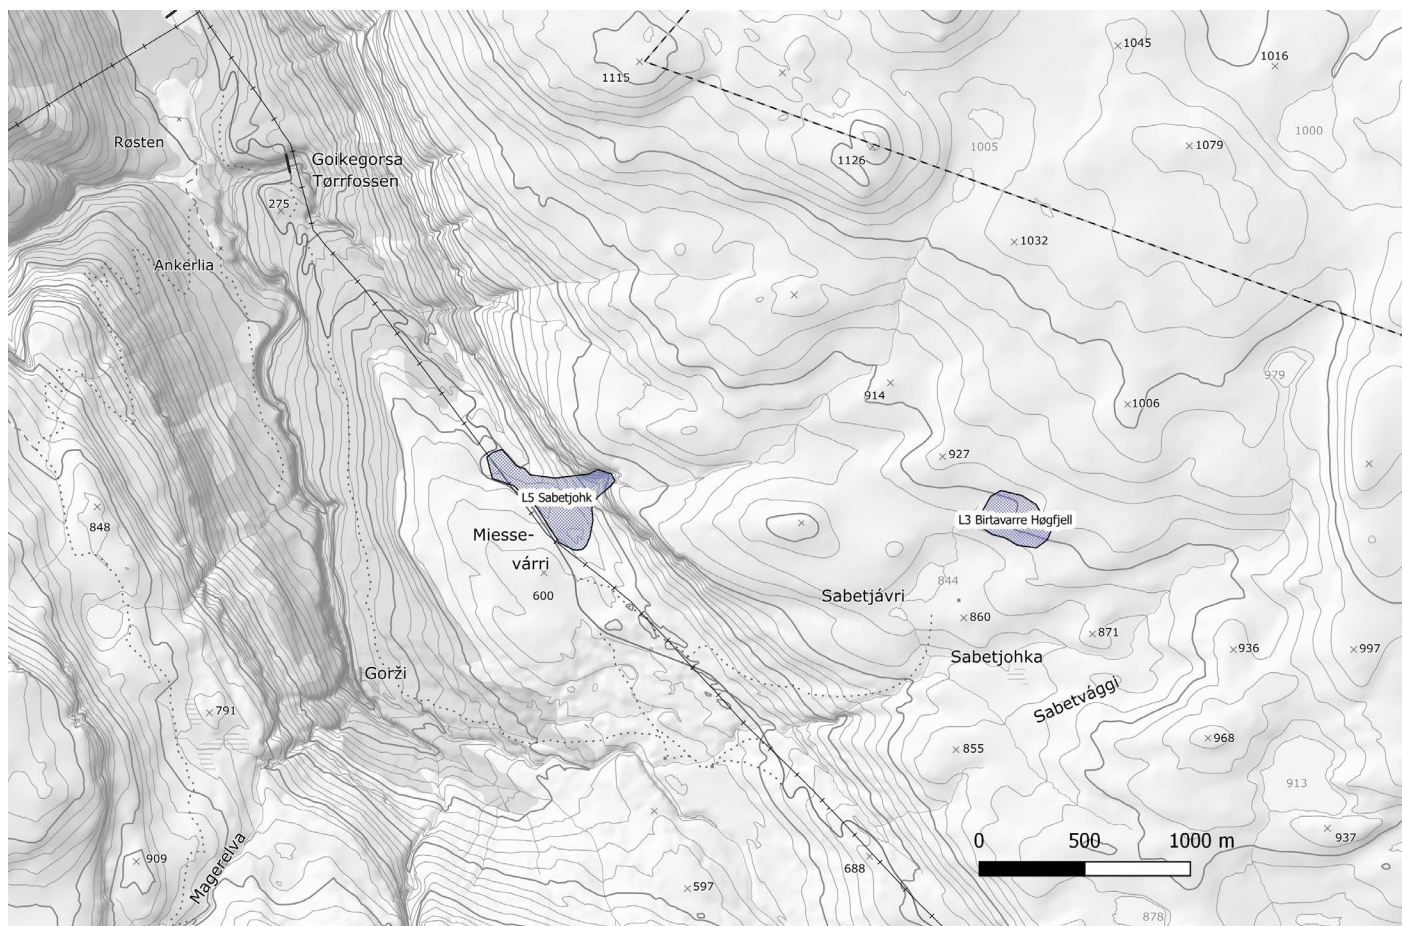 1045
1016
1115
Røsten
Goikegorsa
Tørrfossen
1126
1005
1079
1000
275
1032
Ankerlia
979
914
1006
927
L5 Sabetjohk
L3 Birtavarre Høgfjell
848
Miesse-
várri
600
844
Sabetjávri
860
871
936
997
Sabetjohka
Gorži
Sabetvággi
791
855
968
913
937
0 500 1000 m
909
Magerelva
688
597
878